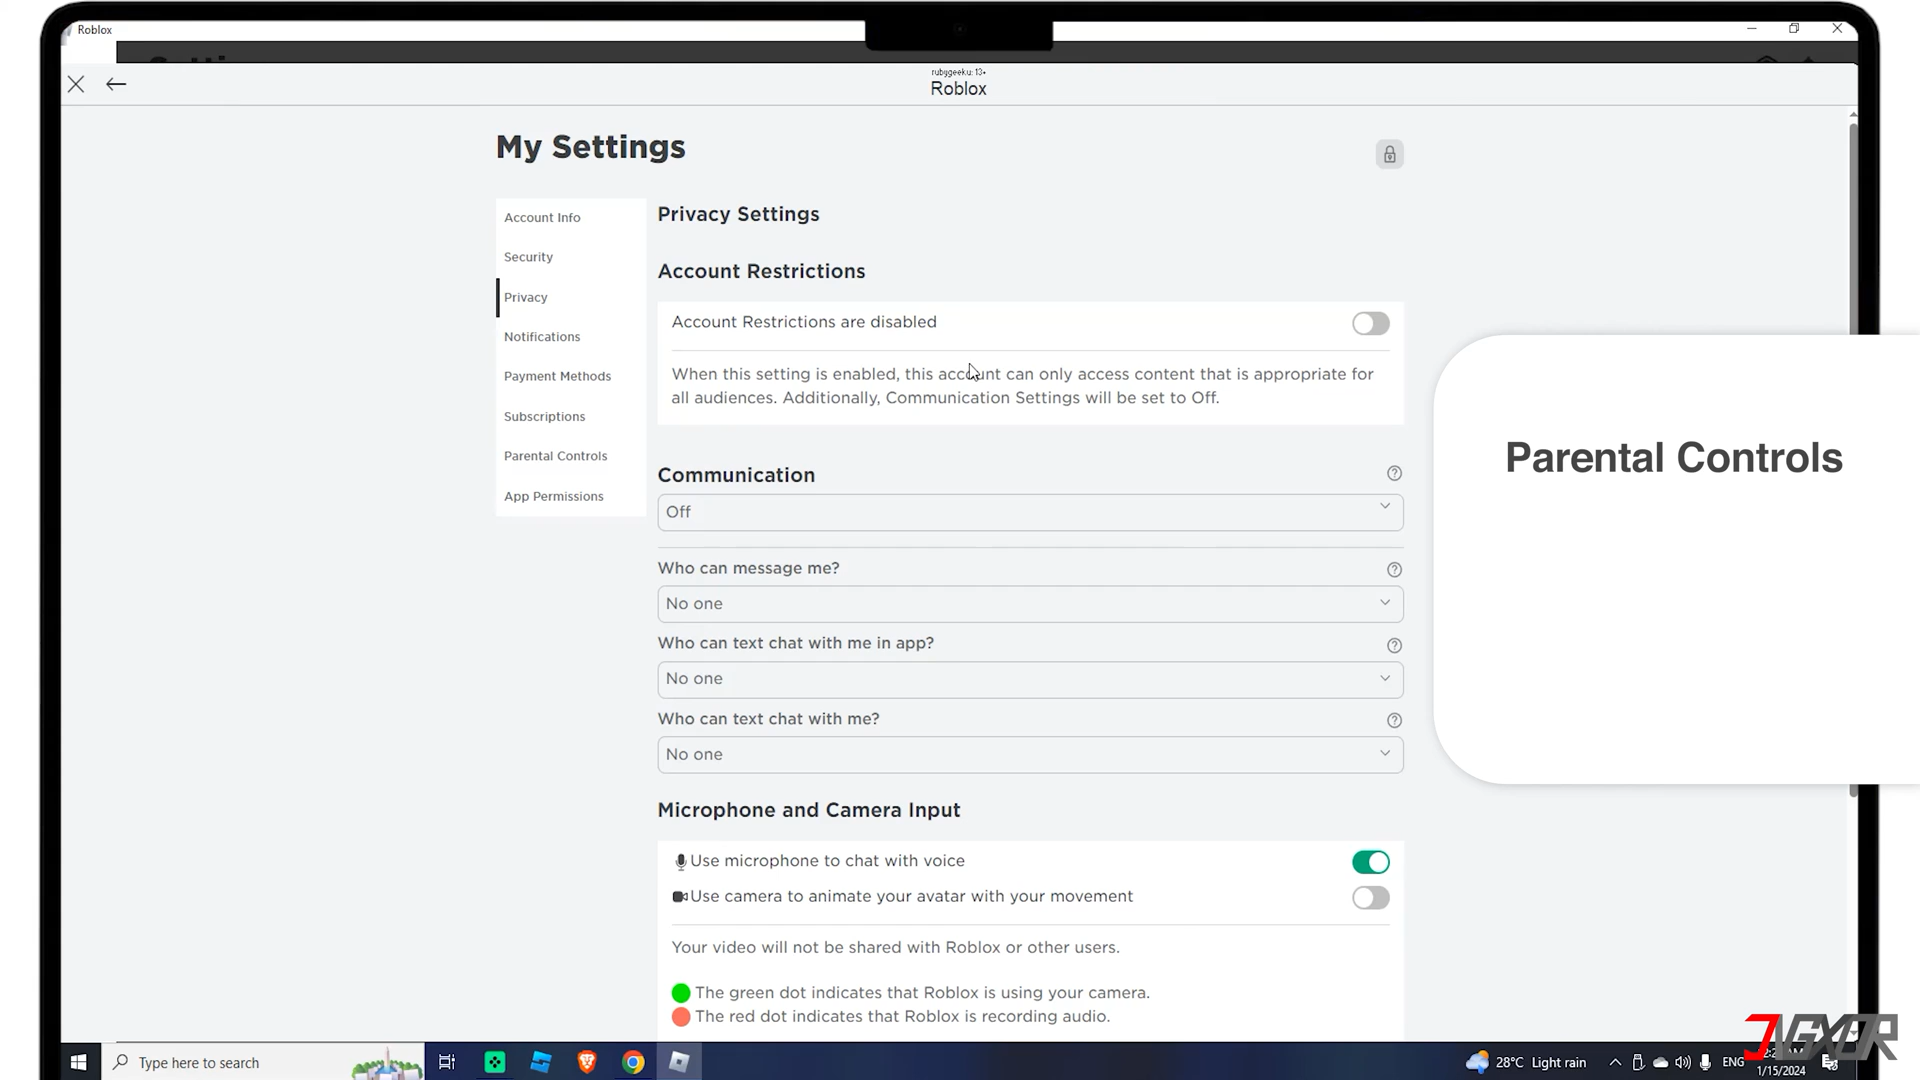 Roblox
rubygeeku: 13+
Roblox
My Settings
Account Info
Security
Privacy
Notifications
Payment Methods
Subscriptions
Parental Controls
App Permissions
Privacy Settings
Account Restrictions
Account Restrictions are disabled
When this setting is enabled, this account can only access content that is appropriate for
all audiences. Additionally, Communication Settings will be set to Off.
Communication
Off
Who can message me?
No one
Who can text chat with me in app?
No one
Who can text chat with me?
No one
Microphone and Camera Input
Use microphone to chat with voice
Use camera to animate your avatar with your movement
Your video will not be shared with Roblox or other users.
The green dot indicates that Roblox is using your camera.
The red dot indicates that Roblox is recording audio.
Parental Controls
Type here to search
28°C Light rain
ENG
1/15/2024